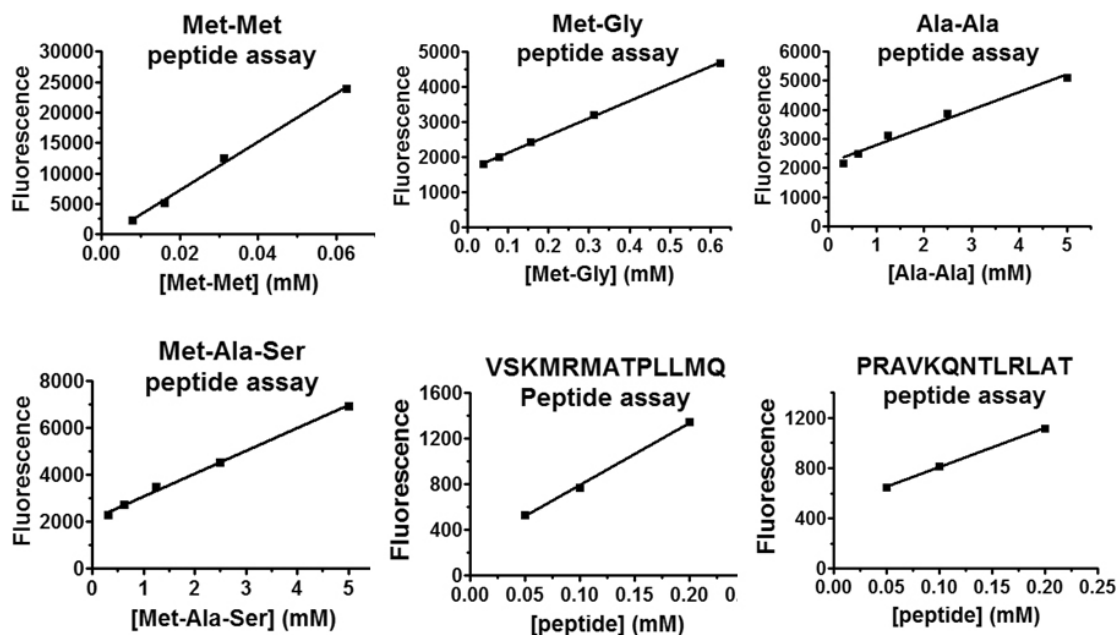 Met-Met
peptide assay
30000
25000
20000
15000
10000
5000
0
Fluorescence
0.00 0.02 0.04 0.06
[Met-Met] (mM)
Met-Gly
peptide assay
5000
4000
3000
2000
1000
0
Fluorescence
0.0 0.1 0.2 0.3 0.4 0.5 0.6
[Met-Gly] (mM)
Ala-Ala
peptide assay
6000
5000
4000
3000
2000
1000
0
Fluorescence
0 1 2 3 4 5
[Ala-Ala] (mM)
Met-Ala-Ser
peptide assay
8000
6000
4000
2000
0
Fluorescence
0 1 2 3 4 5
[Met-Ala-Ser] (mM)
VSKMRMATPLLMQ
Peptide assay
1600
1200
800
400
0
Fluorescence
0.00 0.05 0.10 0.15 0.20
[peptide] (mM)
PRAVKQNTLRLAT
peptide assay
1200
800
400
0
Fluorescence
0.00 0.05 0.10 0.15 0.20 0.25
[peptide] (mM)